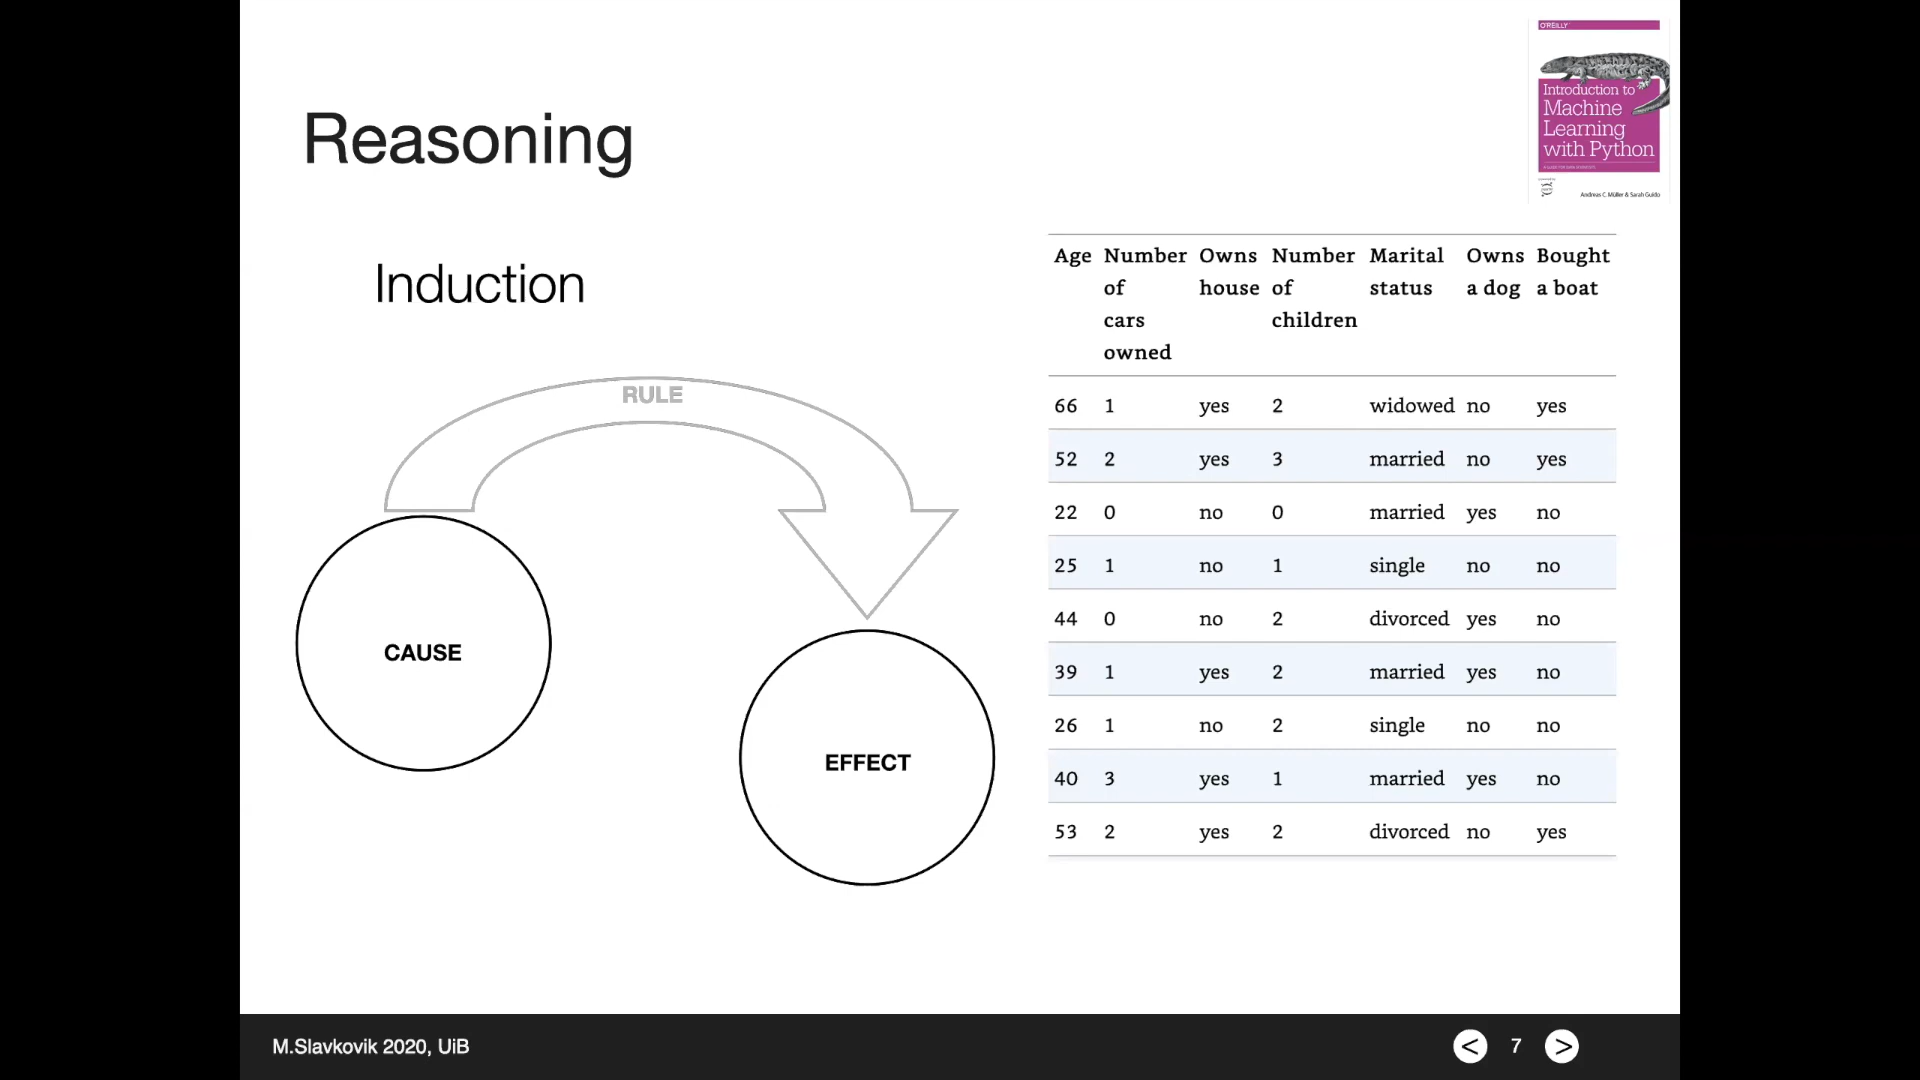 O'REILLY
Introduction to
Machine
Learning
with Python
Andreas C. Müller & Sarah Guido
Reasoning
Induction
RULE
CAUSE
EFFECT
Age Number of cars owned Owns house Number of children Marital status Owns a dog Bought a boat
66 1 yes 2 widowed no yes
52 2 yes 3 married no yes
22 0 no 0 married yes no
25 1 no 1 single no no
44 0 no 2 divorced yes no
39 1 yes 2 married yes no
26 1 no 2 single no no
40 3 yes 1 married yes no
53 2 yes 2 divorced no yes
M.Slavkovik 2020, UiB
< 7 >